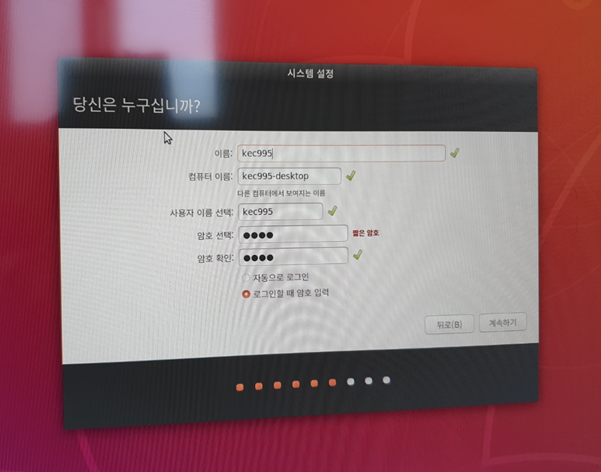 시스템 설정
당신은 누구십니까?
이름: kec995
컴퓨터 이름: kec995-desktop
다른 컴퓨터에서 보여지는 이름
사용자 이름 선택: kec995
암호 선택: ●●●● 짧은 암호
암호 확인: ●●●●
자동으로 로그인
로그인할 때 암호 입력
뒤로(B) 계속하기